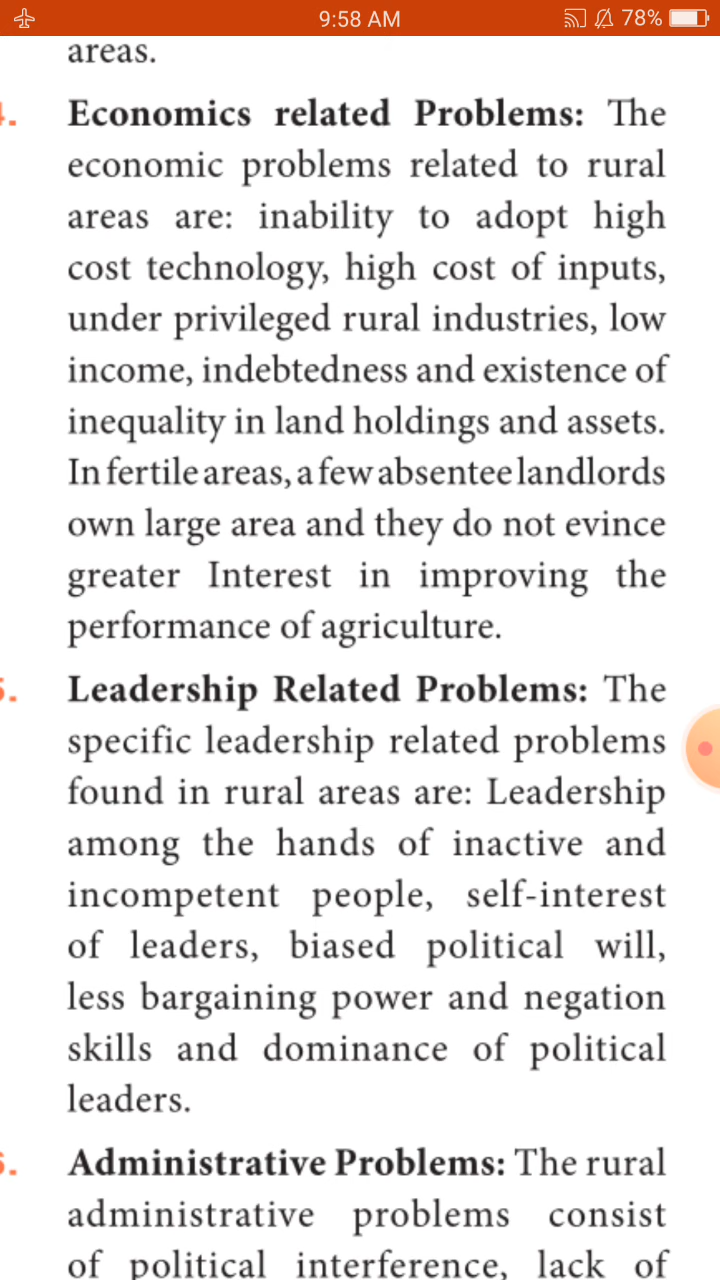 9:58 AM 78%
areas.
4. Economics related Problems: The
economic problems related to rural
areas are: inability to adopt high
cost technology, high cost of inputs,
under privileged rural industries, low
income, indebtedness and existence of
inequality in land holdings and assets.
In fertile areas, a few absentee landlords
own large area and they do not evince
greater Interest in improving the
performance of agriculture.
5. Leadership Related Problems: The
specific leadership related problems
found in rural areas are: Leadership
among the hands of inactive and
incompetent people, self-interest
of leaders, biased political will,
less bargaining power and negation
skills and dominance of political
leaders.
6. Administrative Problems: The rural
administrative problems consist
of political interference, lack of